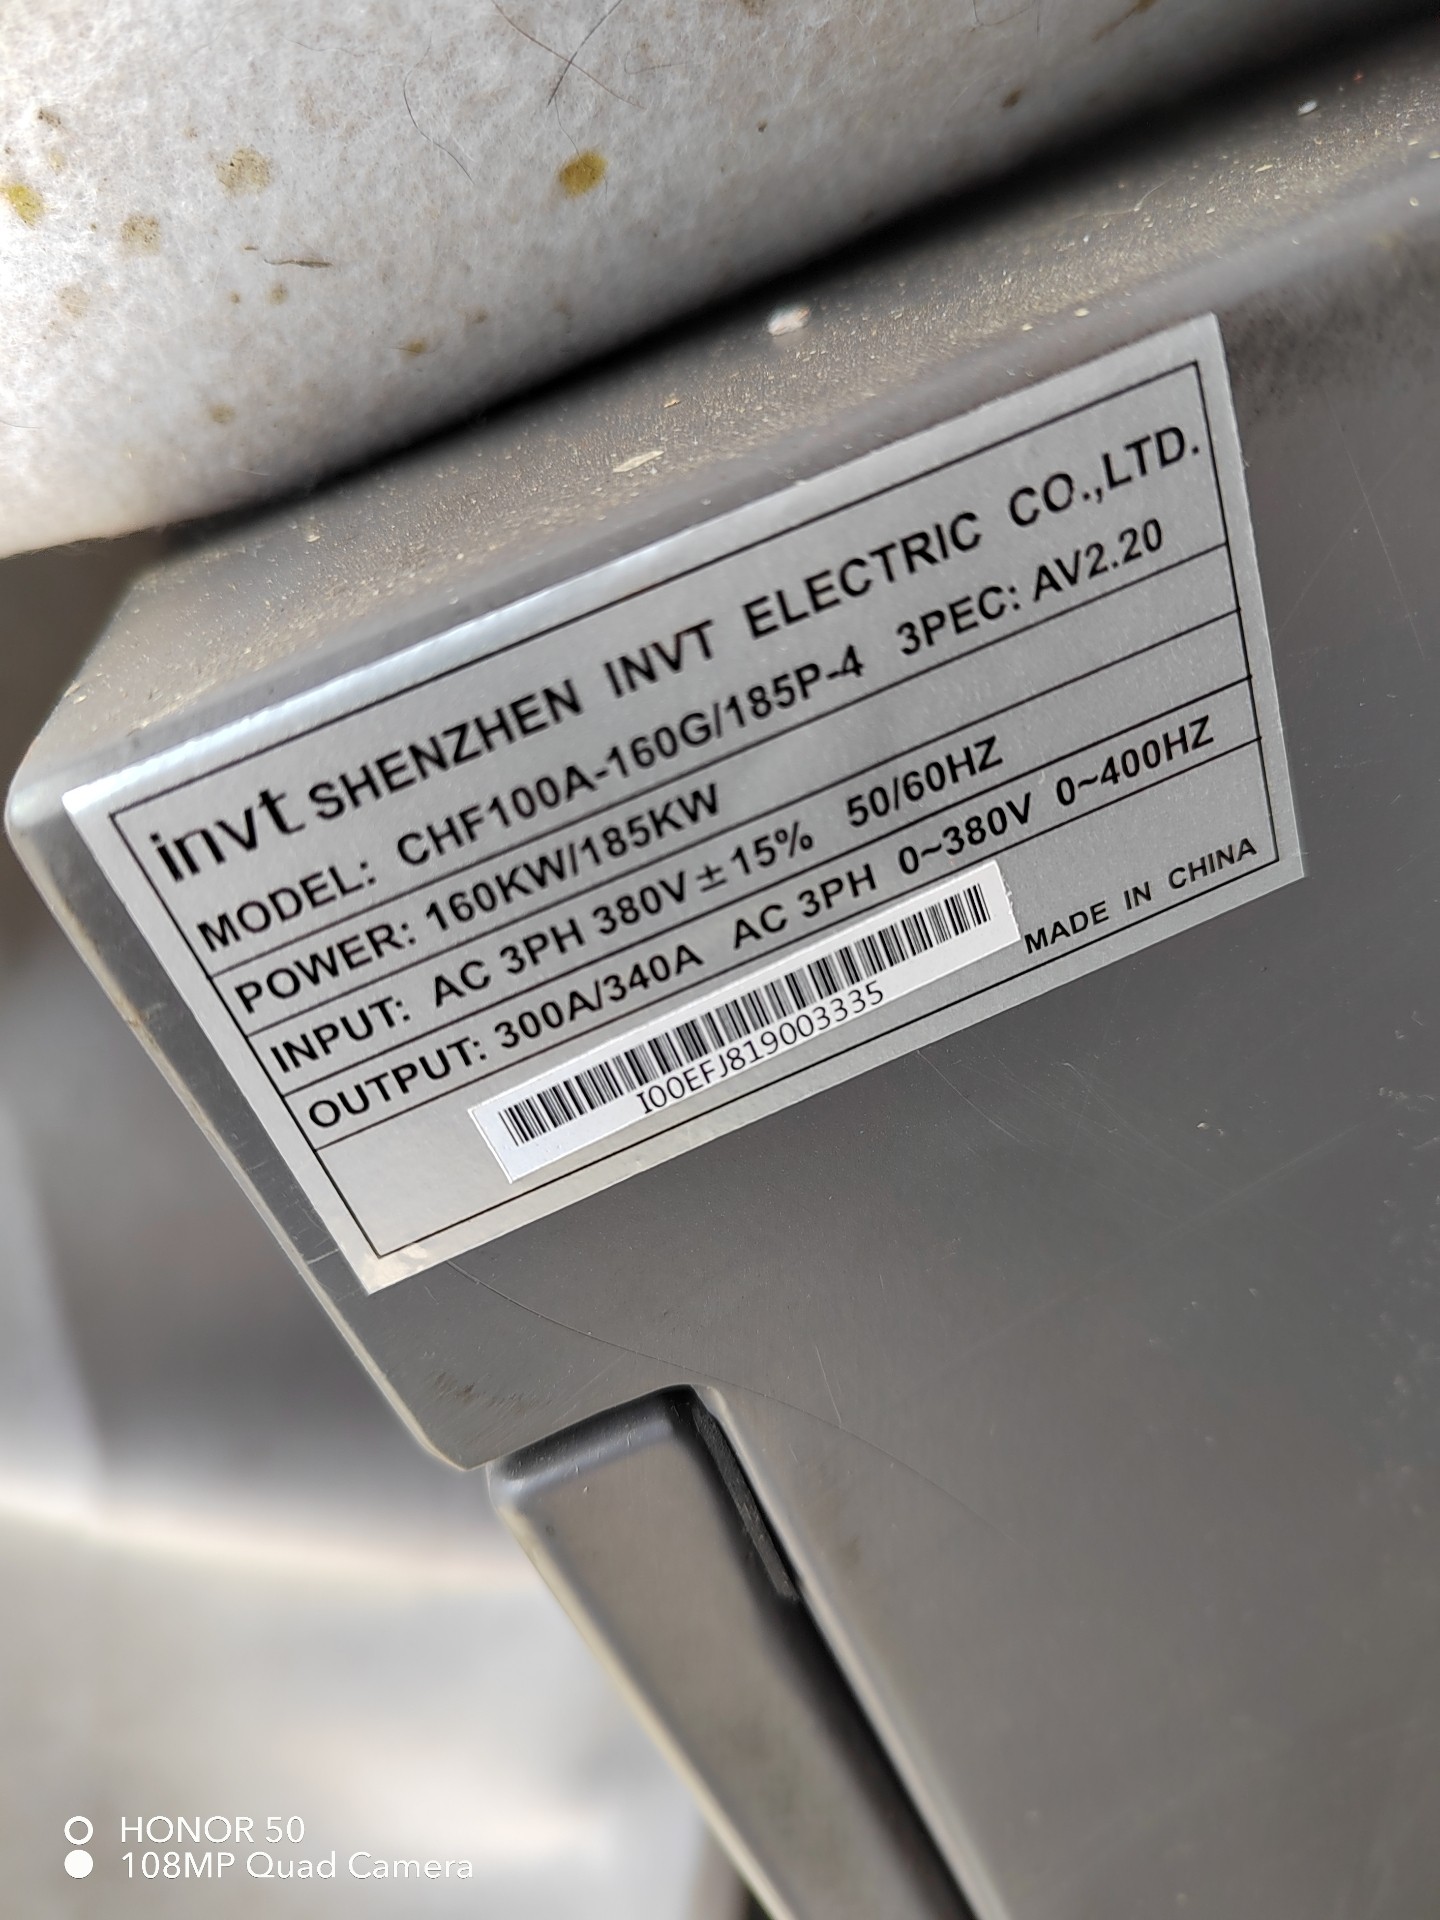 invt SHENZHEN INVT ELECTRIC CO.,LTD.
MODEL: CHF100A-160G/185P-4 3PEC: AV2.20
POWER: 160KW/185KW
INPUT: AC 3PH 380V±15% 50/60HZ
OUTPUT: 300A/340A AC 3PH 0~380V 0~400HZ
I00EFJ819003335
MADE IN CHINA
HONOR 50
108MP Quad Camera